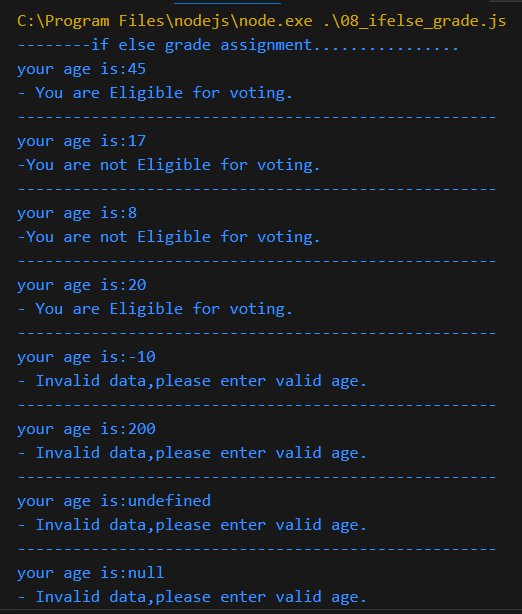 C:\Program Files\nodejs\node.exe .\08_ifelse_grade.js
--------if else grade assignment................
your age is:45
- You are Eligible for voting.
----------------------------------------------------
your age is:17
-You are not Eligible for voting.
----------------------------------------------------
your age is:8
-You are not Eligible for voting.
----------------------------------------------------
your age is:20
- You are Eligible for voting.
----------------------------------------------------
your age is:-10
- Invalid data,please enter valid age.
----------------------------------------------------
your age is:200
- Invalid data,please enter valid age.
----------------------------------------------------
your age is:undefined
- Invalid data,please enter valid age.
----------------------------------------------------
your age is:null
- Invalid data,please enter valid age.